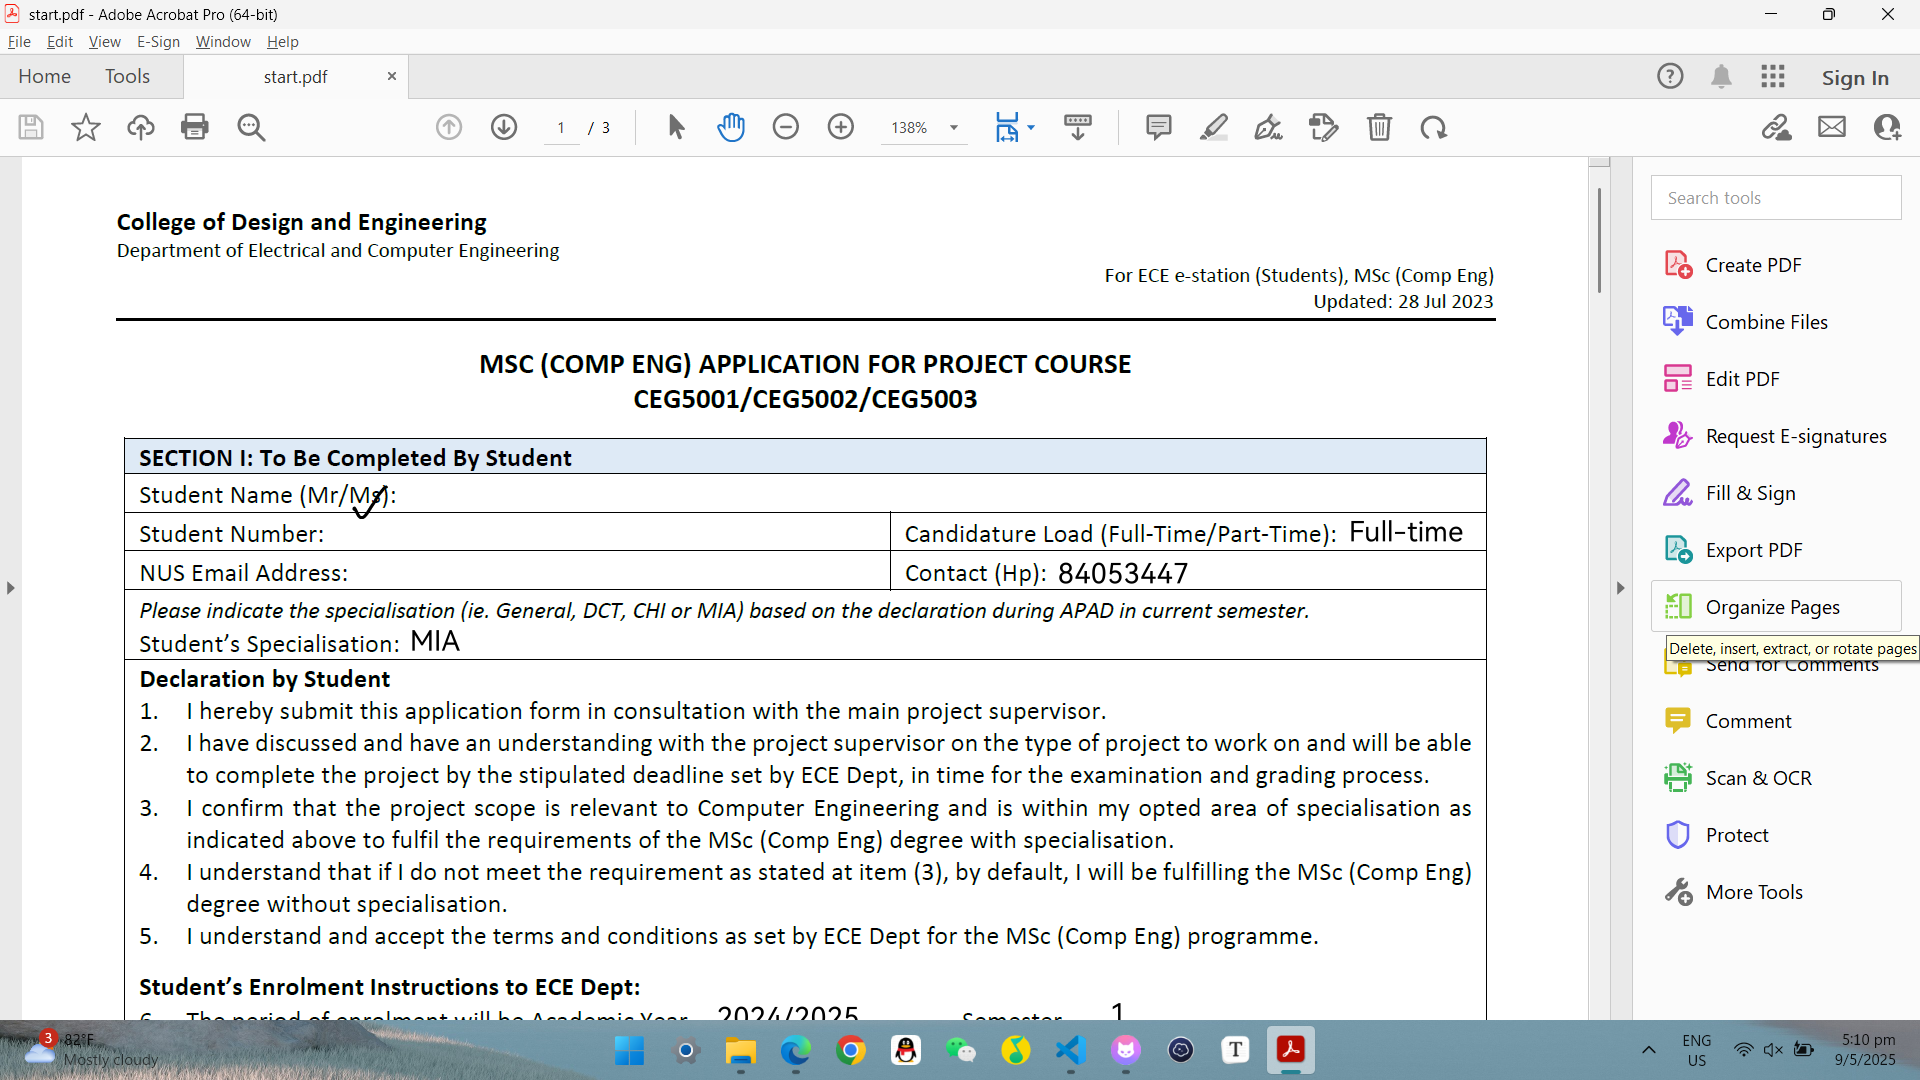 start.pdf - Adobe Acrobat Pro (64-bit)
File Edit View E-Sign Window Help
Home Tools start.pdf Sign In
1 / 3 138%
College of Design and Engineering
Department of Electrical and Computer Engineering
For ECE e-station (Students), MSc (Comp Eng)
Updated: 28 Jul 2023
MSC (COMP ENG) APPLICATION FOR PROJECT COURSE
CEG5001/CEG5002/CEG5003
SECTION I: To Be Completed By Student
Student Name (Mr/Ms):
Student Number:
Candidature Load (Full-Time/Part-Time): Full-time
NUS Email Address:
Contact (Hp): 84053447
Please indicate the specialisation (ie. General, DCT, CHI or MIA) based on the declaration during APAD in current semester.
Student's Specialisation: MIA
Declaration by Student
1. I hereby submit this application form in consultation with the main project supervisor.
2. I have discussed and have an understanding with the project supervisor on the type of project to work on and will be able
to complete the project by the stipulated deadline set by ECE Dept, in time for the examination and grading process.
3. I confirm that the project scope is relevant to Computer Engineering and is within my opted area of specialisation as
indicated above to fulfil the requirements of the MSc (Comp Eng) degree with specialisation.
4. I understand that if I do not meet the requirement as stated at item (3), by default, I will be fulfilling the MSc (Comp Eng)
degree without specialisation.
5. I understand and accept the terms and conditions as set by ECE Dept for the MSc (Comp Eng) programme.
Student's Enrolment Instructions to ECE Dept:
6. The period of enrolment will be Academic Year 2024/2025 Semester 1
Search tools
Create PDF
Combine Files
Edit PDF
Request E-signatures
Fill & Sign
Export PDF
Organize Pages
Delete, insert, extract, or rotate pages
Send for Comments
Comment
Scan & OCR
Protect
More Tools
3
82°F
Mostly cloudy
T
ENG
US
5:10 pm
9/5/2025